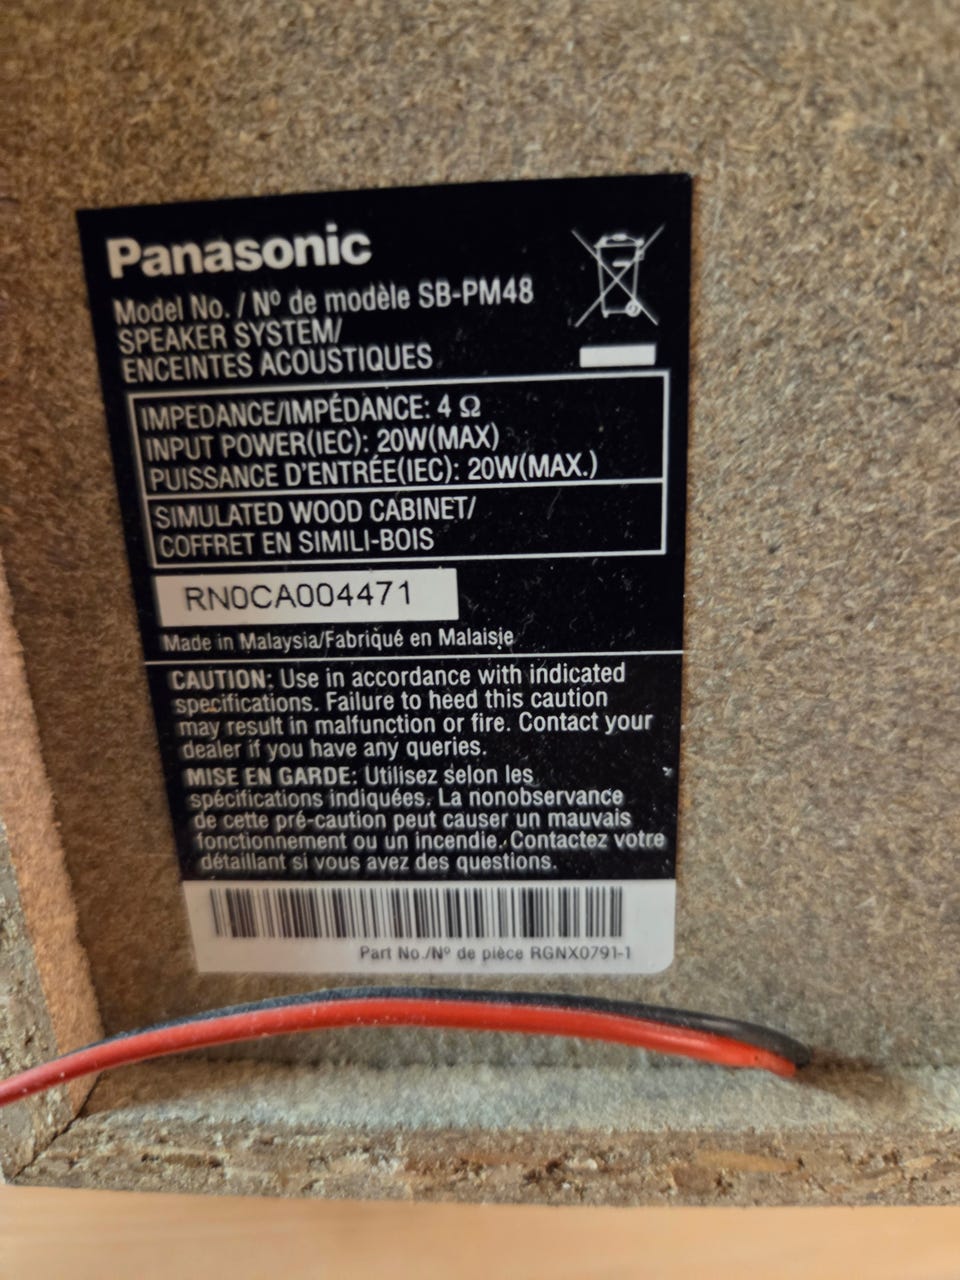 Panasonic
Model No. / Nº de modèle SB-PM48
SPEAKER SYSTEM/
ENCEINTES ACOUSTIQUES
IMPEDANCE/IMPÉDANCE: 4 Ω
INPUT POWER(IEC): 20W(MAX)
PUISSANCE D'ENTRÉE(IEC): 20W(MAX.)
SIMULATED WOOD CABINET/
COFFRET EN SIMILI-BOIS
RN0CA004471
Made in Malaysia/Fabriqué en Malaisie
CAUTION: Use in accordance with indicated
specifications. Failure to heed this caution
may result in malfunction or fire. Contact your
dealer if you have any queries.
MISE EN GARDE: Utilisez selon les
spécifications indiquées. La nonobservance
de cette pré-caution peut causer un mauvais
fonctionnement ou un incendie. Contactez votre
détaillant si vous avez des questions.
Part No./Nº de pièce RGNX0791-1